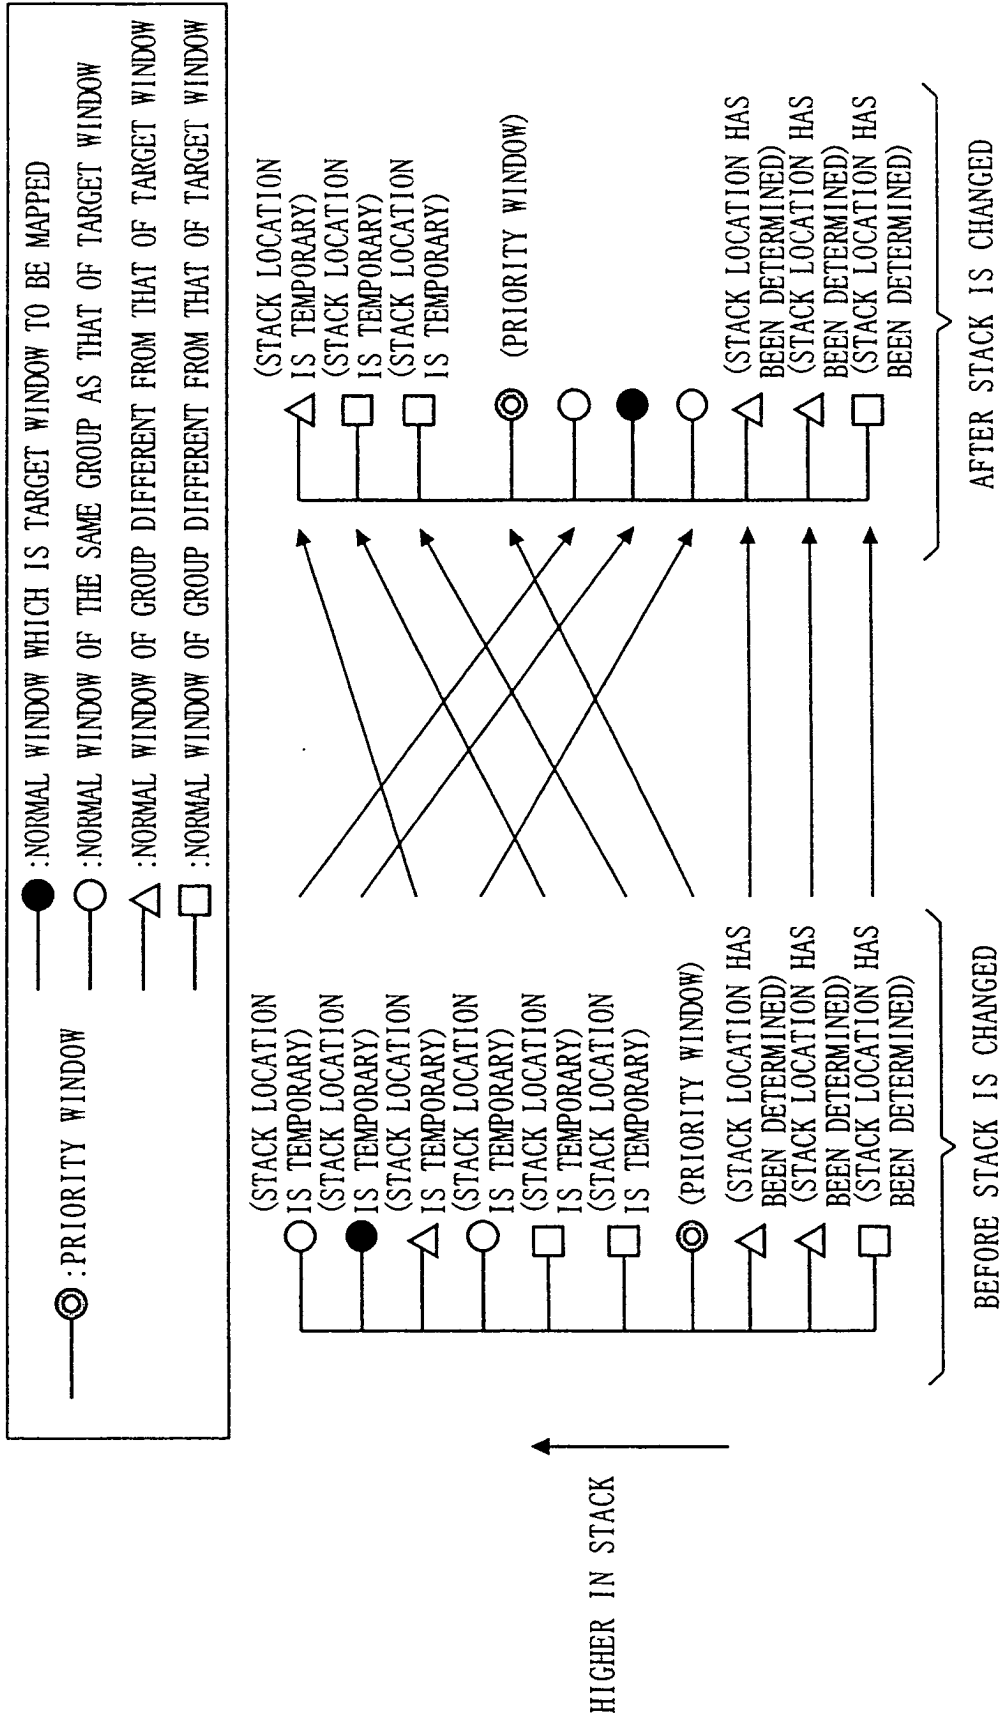 :PRIORITY WINDOW
:NORMAL WINDOW WHICH IS TARGET WINDOW TO BE MAPPED
:NORMAL WINDOW OF THE SAME GROUP AS THAT OF TARGET WINDOW
:NORMAL WINDOW OF GROUP DIFFERENT FROM THAT OF TARGET WINDOW
:NORMAL WINDOW OF GROUP DIFFERENT FROM THAT OF TARGET WINDOW
HIGHER IN STACK
(STACK LOCATION
IS TEMPORARY)
(STACK LOCATION
IS TEMPORARY)
(STACK LOCATION
IS TEMPORARY)
(STACK LOCATION
IS TEMPORARY)
(STACK LOCATION
IS TEMPORARY)
(STACK LOCATION
IS TEMPORARY)
(PRIORITY WINDOW)
(STACK LOCATION HAS
BEEN DETERMINED)
(STACK LOCATION HAS
BEEN DETERMINED)
(STACK LOCATION HAS
BEEN DETERMINED)
BEFORE STACK IS CHANGED
(STACK LOCATION
IS TEMPORARY)
(STACK LOCATION
IS TEMPORARY)
(STACK LOCATION
IS TEMPORARY)
(PRIORITY WINDOW)
(STACK LOCATION HAS
BEEN DETERMINED)
(STACK LOCATION HAS
BEEN DETERMINED)
(STACK LOCATION HAS
BEEN DETERMINED)
AFTER STACK IS CHANGED